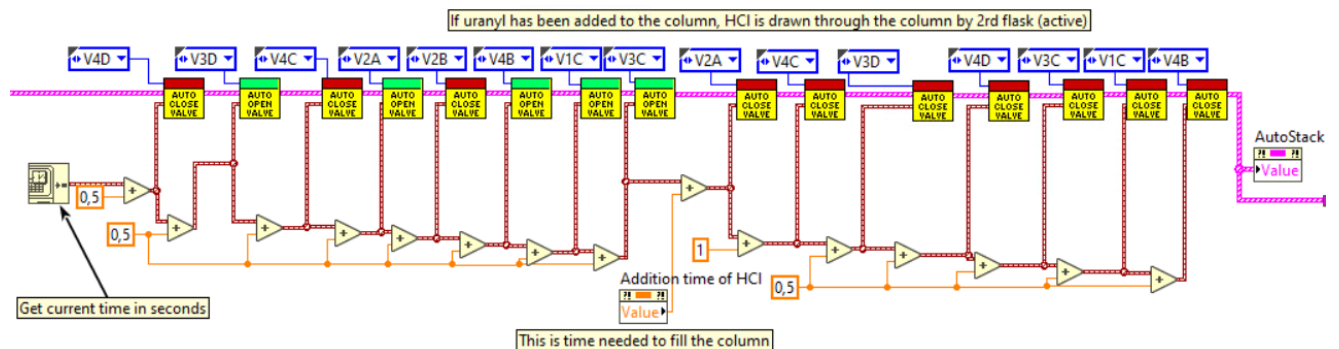 If uranyl has been added to the column, HCl is drawn through the column by 2rd flask (active)
V4D V3D V4C V2A V2B V4B V1C V3C V2A V4C V3D V4D V3C V1C V4B
AUTO CLOSE VALVE
AUTO OPEN VALVE
AUTO CLOSE VALVE
AUTO OPEN VALVE
AUTO CLOSE VALVE
AUTO OPEN VALVE
AUTO OPEN VALVE
AUTO OPEN VALVE
AUTO CLOSE VALVE
AUTO CLOSE VALVE
AUTO CLOSE VALVE
AUTO CLOSE VALVE
AUTO CLOSE VALVE
AUTO CLOSE VALVE
AUTO CLOSE VALVE
AutoStack
Value
0,5
0,5
1
0,5
Addition time of HCl
Value
Get current time in seconds
This is time needed to fill the column